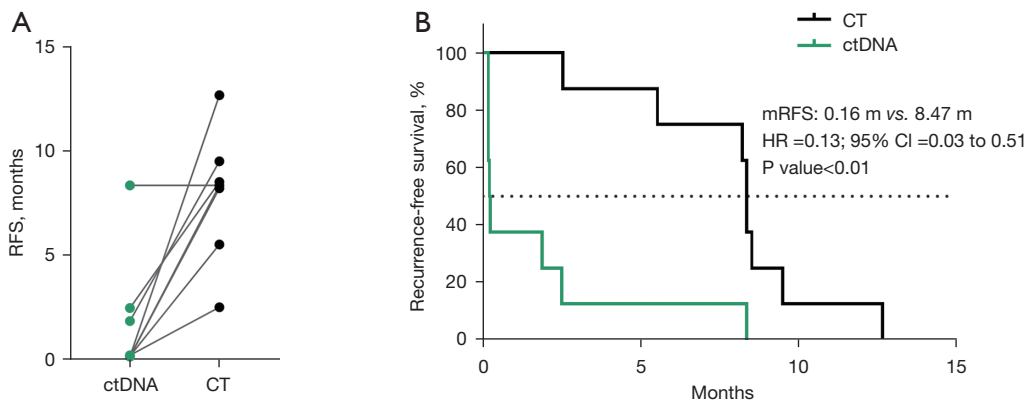 A
RFS, months
15
10
5
0
ctDNA
CT
B
CT
ctDNA
Recurrence-free survival, %
100
80
60
40
20
0
mRFS: 0.16 m vs. 8.47 m
HR =0.13; 95% CI =0.03 to 0.51
P value<0.01
0
5
10
15
Months